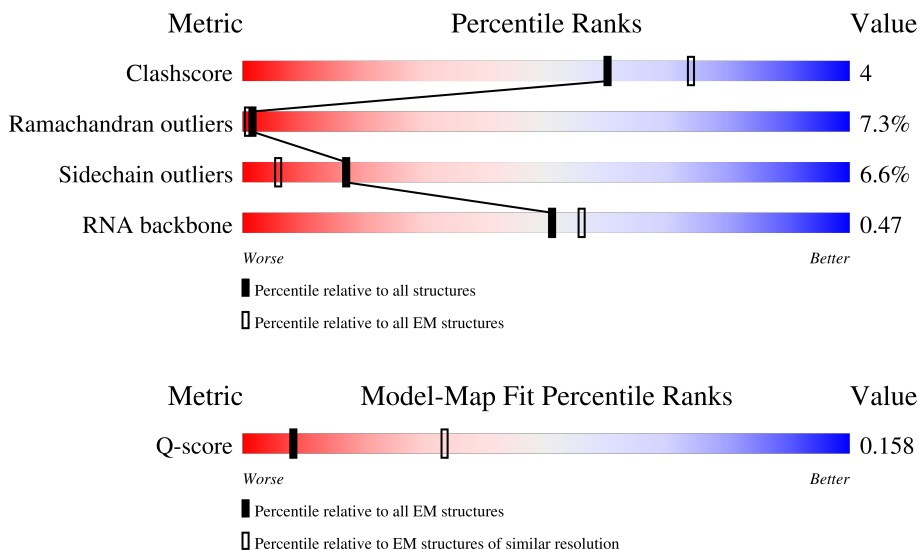 Metric Percentile Ranks Value
Clashscore 4
Ramachandran outliers 7.3%
Sidechain outliers 6.6%
RNA backbone 0.47
Worse Better
Percentile relative to all structures
Percentile relative to all EM structures
Metric Model-Map Fit Percentile Ranks Value
Q-score 0.158
Worse Better
Percentile relative to all EM structures
Percentile relative to EM structures of similar resolution